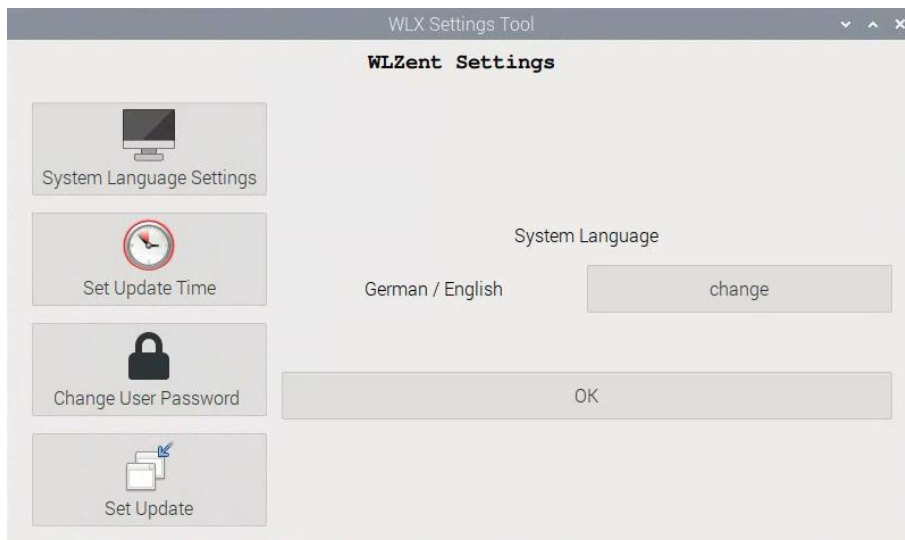 WLX Settings Tool
WLZent Settings
System Language Settings
Set Update Time
Change User Password
Set Update
System Language
German / English
change
OK